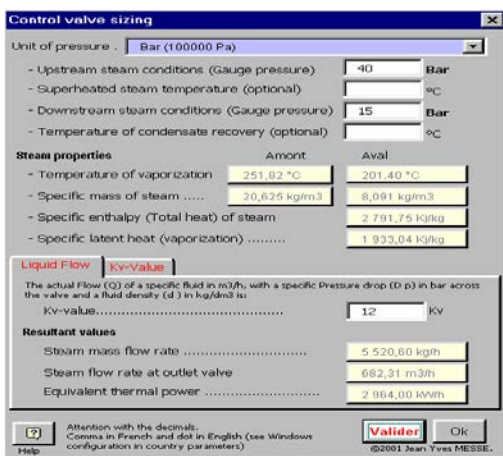 Control valve sizing
Unit of pressure . Bar (100000 Pa)
- Upstream steam conditions (Gauge pressure) 40 Bar
- Superheated steam temperature (optional) °C
- Downstream steam conditions (Gauge pressure) 15 Bar
- Temperature of condensate recovery (optional) °C
Steam properties Amont Aval
- Temperature of vaporization 251,82 °C 201,40 °C
- Specific mass of steam ..... 20,625 kg/m3 8,091 kg/m3
- Specific enthalpy (Total heat) of steam 2 791,75 Kj/kg
- Specific latent heat (vaporization) ......... 1 933,04 Kj/kg
Liquid Flow Kv-Value
The actual Flow (Q) of a specific fluid in m3/h, with a specific Pressure drop (D p) in bar across
the valve and a fluid density (d ) in kg/dm3 is:
Kv-value........................................ 12 Kv
Resultant values
Steam mass flow rate ............................ 5 520,60 kg/h
Steam flow rate at outlet valve 682,31 m3/h
Equivalent thermal power ...................... 2 964,00 kW/h
Help
Attention with the decimals.
Comma in French and dot in English (see Windows
configuration in country parameters)
Valider Ok
©2001 Jean Yves MESSE.